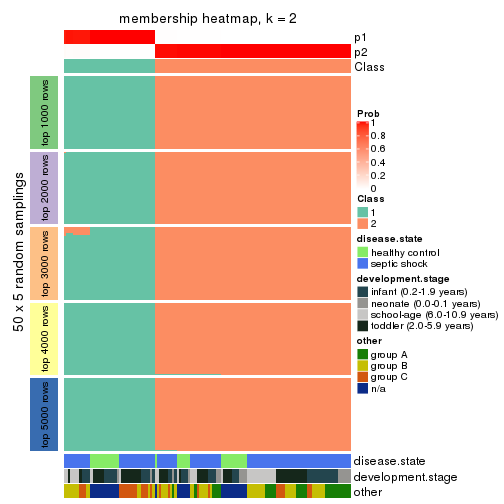 membership heatmap, k = 2
p1
p2
Class
50 x 5 random samplings
top 1000 rows
top 2000 rows
top 3000 rows
top 4000 rows
top 5000 rows
disease.state
development.stage
other
Prob
1
0.8
0.6
0.4
0.2
0
Class
1
2
disease.state
healthy control
septic shock
development.stage
infant (0.2-1.9 years)
neonate (0.0-0.1 years)
school-age (6.0-10.9 years)
toddler (2.0-5.9 years)
other
group A
group B
group C
n/a